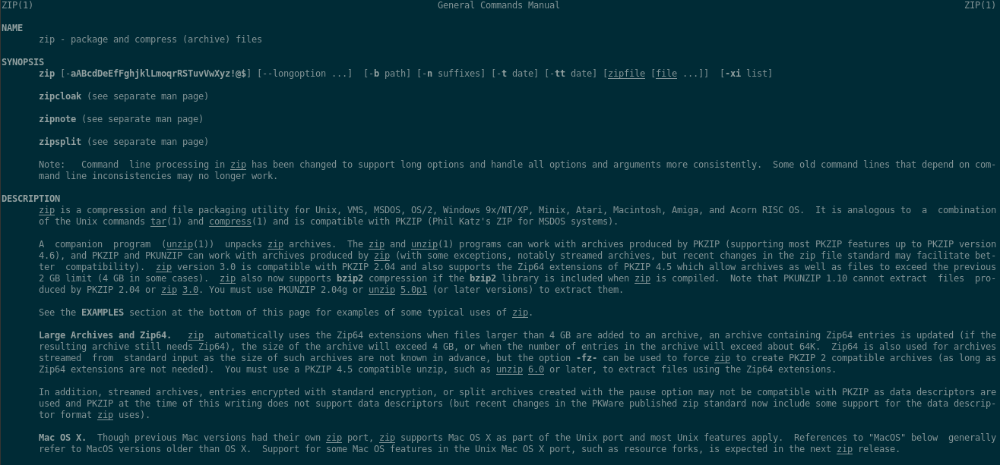 ZIP(1) General Commands Manual ZIP(1)
NAME
zip - package and compress (archive) files
SYNOPSIS
zip [-aABcdDeEfFghjklLmoqrRSTuvVwXyz!@$] [--longoption ...] [-b path] [-n suffixes] [-t date] [-tt date] [zipfile [file ...]] [-xi list]
zipcloak (see separate man page)
zipnote (see separate man page)
zipsplit (see separate man page)
Note: Command line processing in zip has been changed to support long options and handle all options and arguments more consistently. Some old command lines that depend on com-
mand line inconsistencies may no longer work.
DESCRIPTION
zip is a compression and file packaging utility for Unix, VMS, MSDOS, OS/2, Windows 9x/NT/XP, Minix, Atari, Macintosh, Amiga, and Acorn RISC OS. It is analogous to a combination
of the Unix commands tar(1) and compress(1) and is compatible with PKZIP (Phil Katz's ZIP for MSDOS systems).
A companion program (unzip(1)) unpacks zip archives. The zip and unzip(1) programs can work with archives produced by PKZIP (supporting most PKZIP features up to PKZIP version
4.6), and PKZIP and PKUNZIP can work with archives produced by zip (with some exceptions, notably streamed archives, but recent changes in the zip file standard may facilitate bet-
ter compatibility). zip version 3.0 is compatible with PKZIP 2.04 and also supports the Zip64 extensions of PKZIP 4.5 which allow archives as well as files to exceed the previous
2 GB limit (4 GB in some cases). zip also now supports bzip2 compression if the bzip2 library is included when zip is compiled. Note that PKUNZIP 1.10 cannot extract files pro-
duced by PKZIP 2.04 or zip 3.0. You must use PKUNZIP 2.04g or unzip 5.0p1 (or later versions) to extract them.
See the EXAMPLES section at the bottom of this page for examples of some typical uses of zip.
Large Archives and Zip64. zip automatically uses the Zip64 extensions when files larger than 4 GB are added to an archive, an archive containing Zip64 entries is updated (if the
resulting archive still needs Zip64), the size of the archive will exceed 4 GB, or when the number of entries in the archive will exceed about 64K. Zip64 is also used for archives
streamed from standard input as the size of such archives are not known in advance, but the option -fz- can be used to force zip to create PKZIP 2 compatible archives (as long as
Zip64 extensions are not needed). You must use a PKZIP 4.5 compatible unzip, such as unzip 6.0 or later, to extract files using the Zip64 extensions.
In addition, streamed archives, entries encrypted with standard encryption, or split archives created with the pause option may not be compatible with PKZIP as data descriptors are
used and PKZIP at the time of this writing does not support data descriptors (but recent changes in the PKWare published zip standard now include some support for the data descrip-
tor format zip uses).
Mac OS X. Though previous Mac versions had their own zip port, zip supports Mac OS X as part of the Unix port and most Unix features apply. References to "MacOS" below generally
refer to MacOS versions older than OS X. Support for some Mac OS features in the Unix Mac OS X port, such as resource forks, is expected in the next zip release.